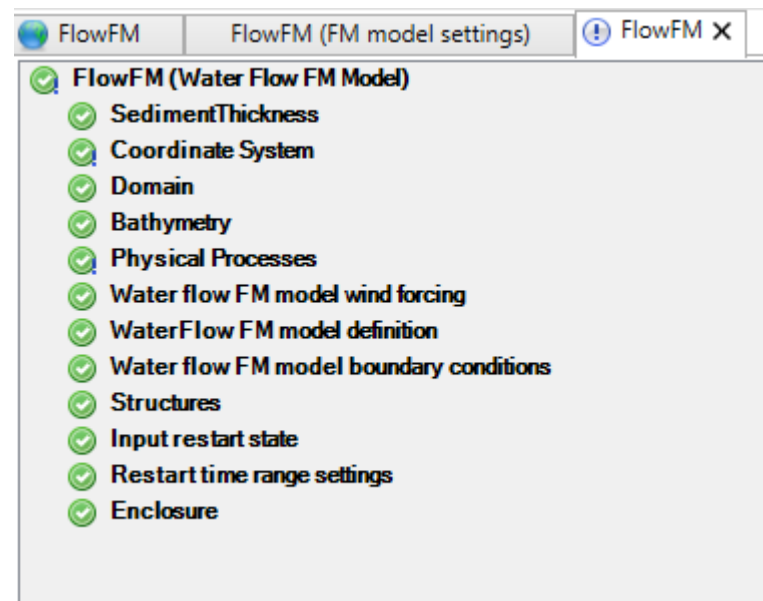 FlowFM FlowFM (FM model settings) FlowFM
FlowFM (Water Flow FM Model)
SedimentThickness
Coordinate System
Domain
Bathymetry
Physical Processes
Water flow FM model wind forcing
WaterFlow FM model definition
Water flow FM model boundary conditions
Structures
Input restart state
Restart time range settings
Enclosure